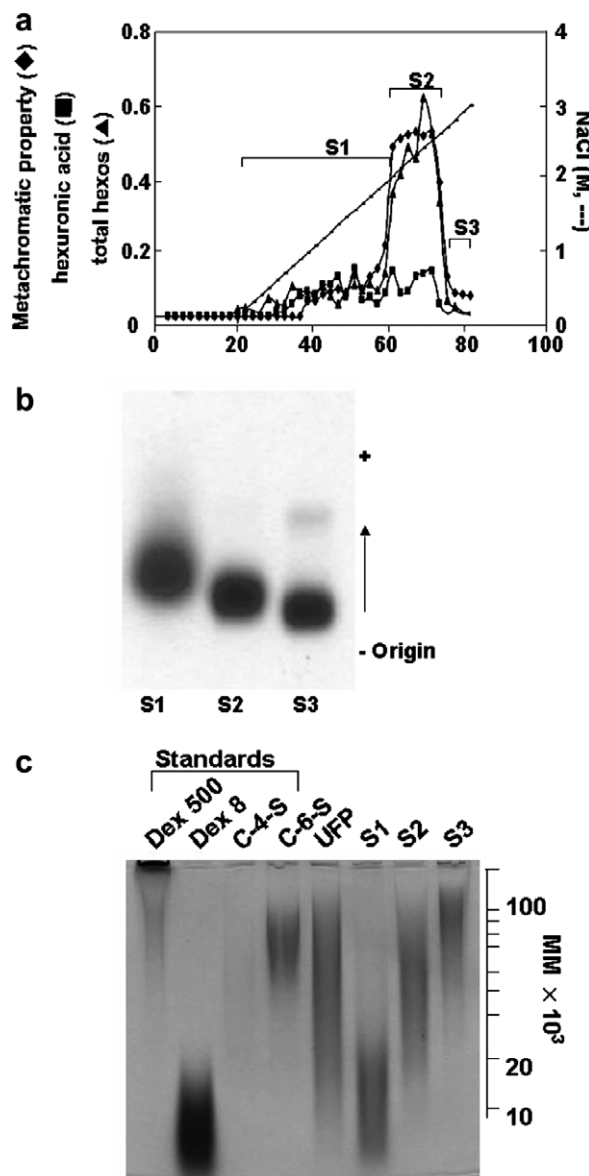 a
Metachromatic property (◆)
hexuronic acid (■)
total hexos (▲)
0.8
0.6
0.4
0.2
0
S1
S2
S3
4
3
2
1
0
NaCl (M, ---)
0 20 40 60 80 100
b
+
- Origin
S1 S2 S3
c
Standards
Dex 500 Dex 8 C-4-S C-6-S UFP S1 S2 S3
100
20
10
MM × 10³